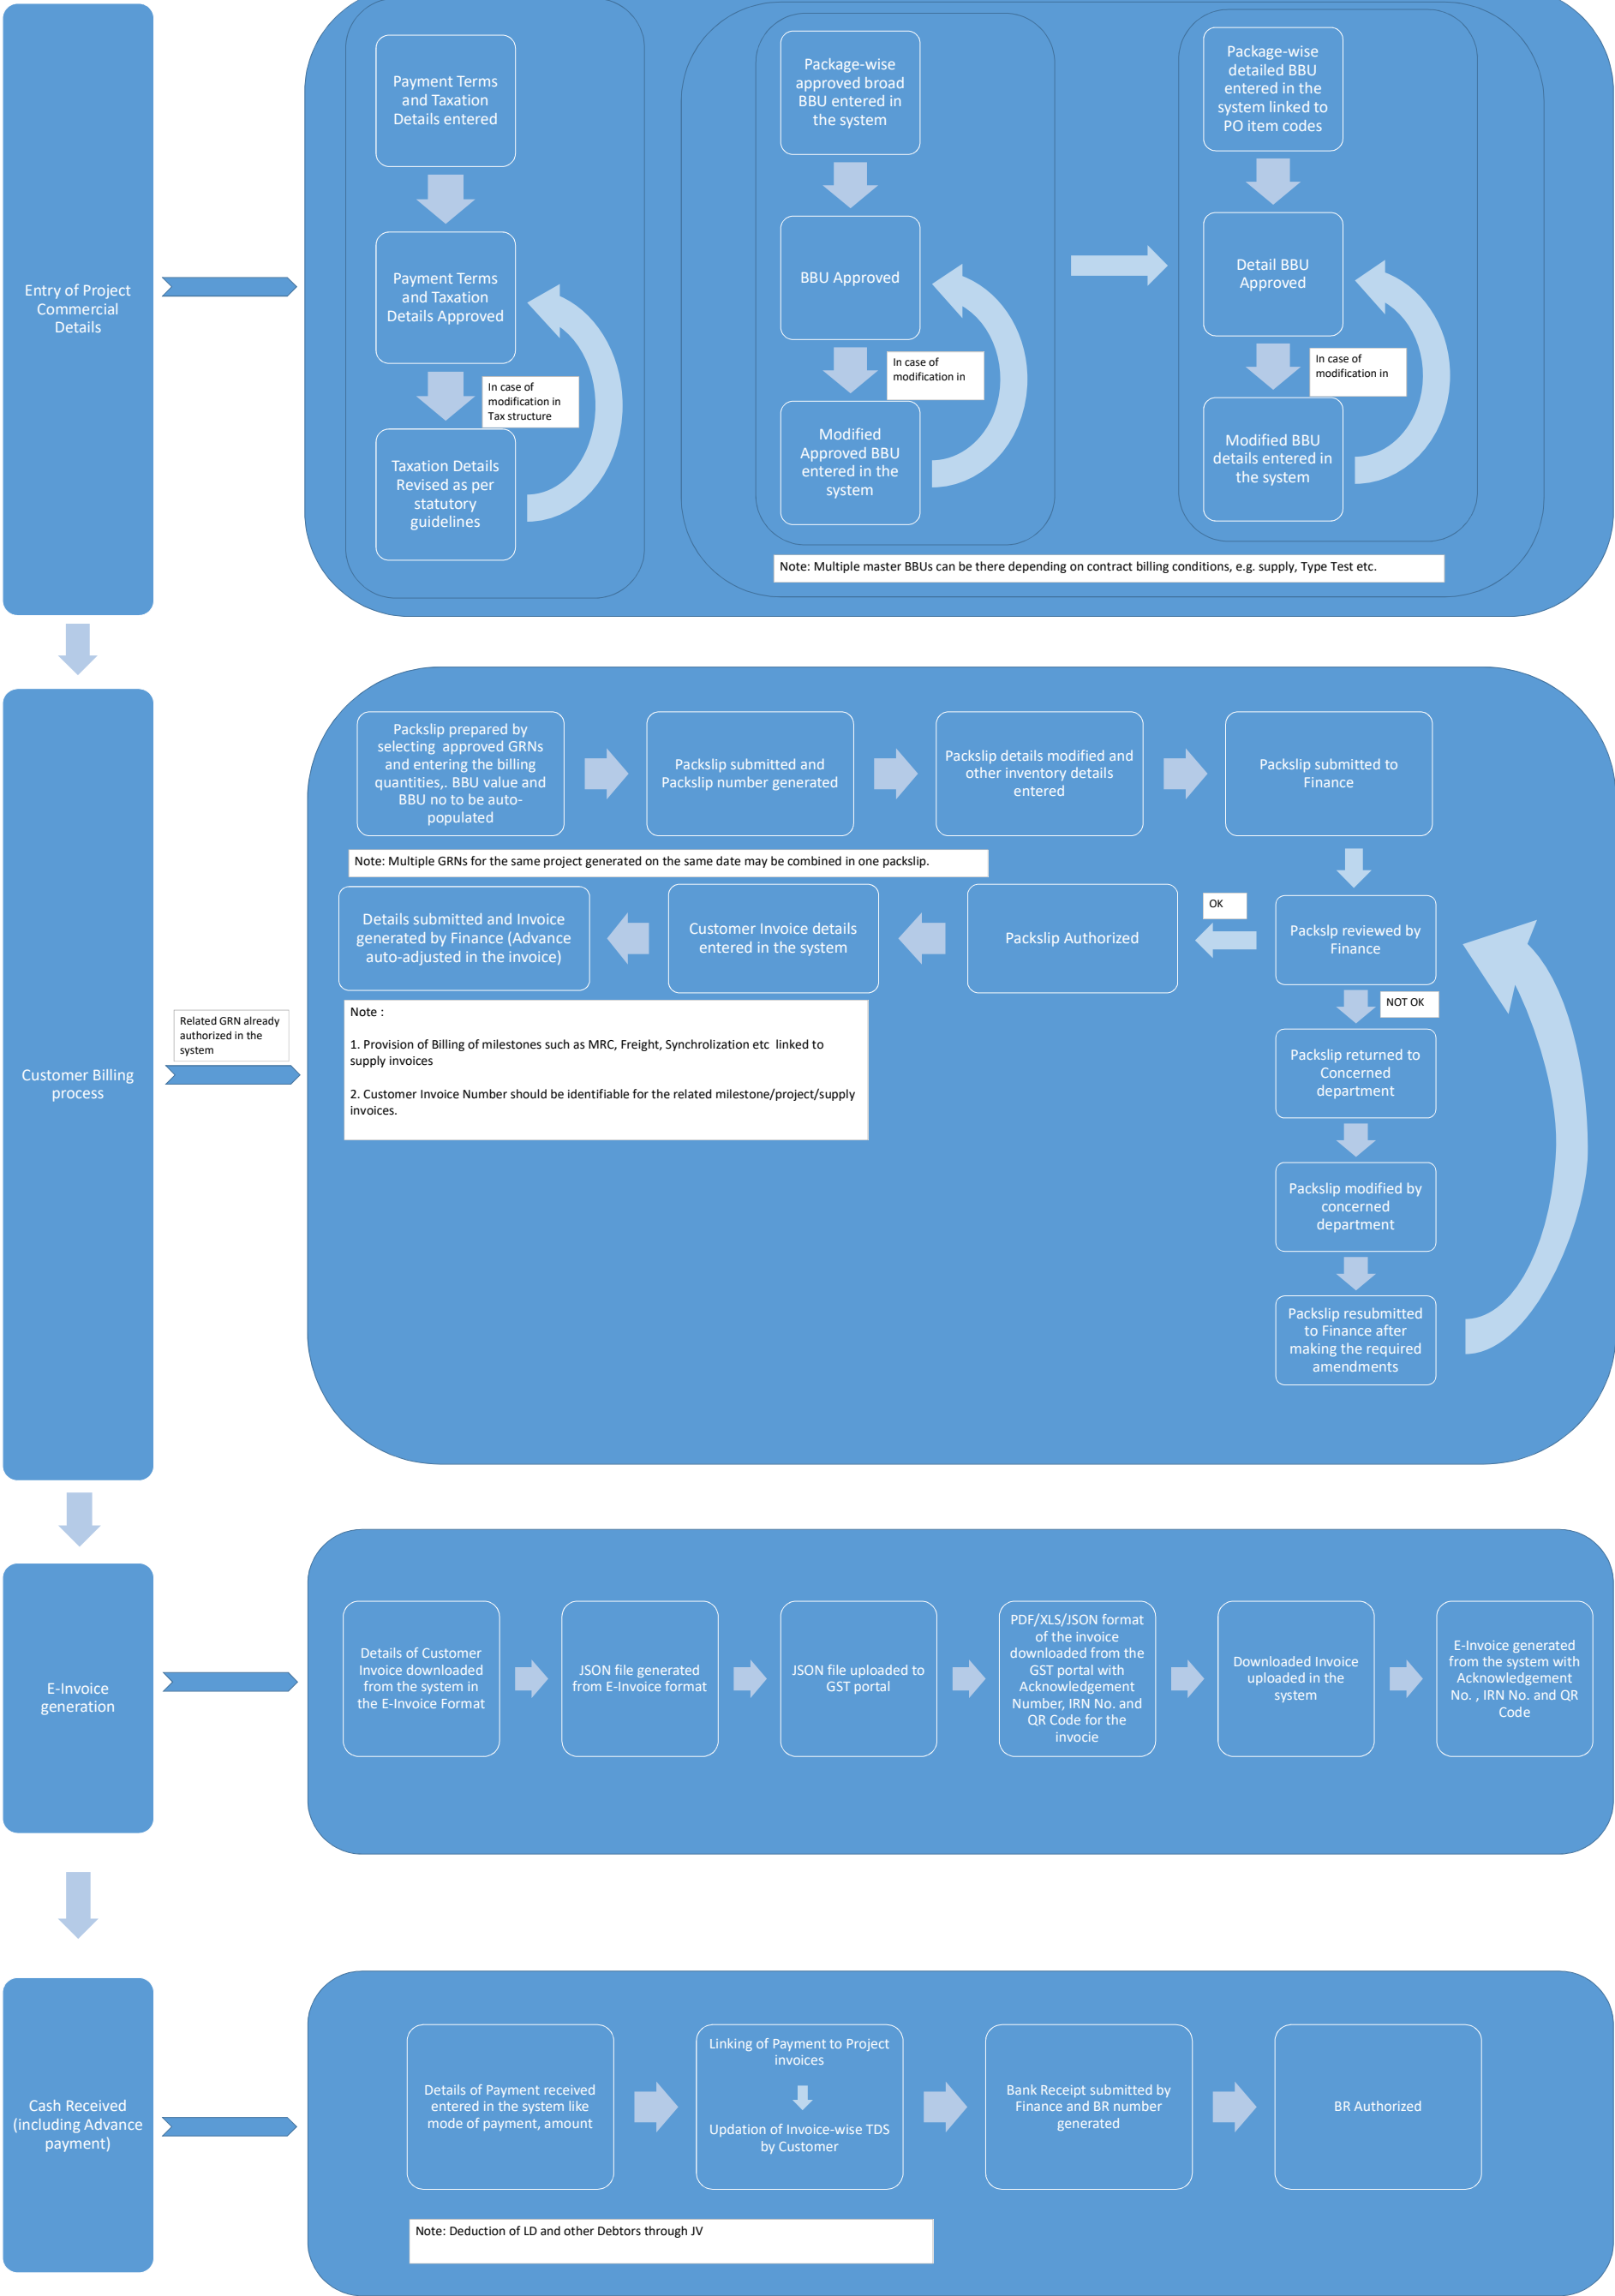 Entry of Project
Commercial
Details
Payment Terms
and Taxation
Details entered
Payment Terms
and Taxation
Details Approved
In case of
modification in
Tax structure
Taxation Details
Revised as per
statutory
guidelines
Package-wise
approved broad
BBU entered in
the system
BBU Approved
In case of
modification in
Modified
Approved BBU
entered in the
system
Package-wise
detailed BBU
entered in the
system linked to
PO item codes
Detail BBU
Approved
In case of
modification in
Modified BBU
details entered in
the system
Note: Multiple master BBUs can be there depending on contract billing conditions, e.g. supply, Type Test etc.
Customer Billing
process
Related GRN already
authorized in the
system
Packslip prepared by
selecting approved GRNs
and entering the billing
quantities,. BBU value and
BBU no to be auto-
populated
Packslip submitted and
Packslip number generated
Packslip details modified and
other inventory details
entered
Packslip submitted to
Finance
Note: Multiple GRNs for the same project generated on the same date may be combined in one packslip.
Packslp reviewed by
Finance
OK
Packslip Authorized
Customer Invoice details
entered in the system
Details submitted and Invoice
generated by Finance (Advance
auto-adjusted in the invoice)
Note :
1. Provision of Billing of milestones such as MRC, Freight, Synchrolization etc linked to
supply invoices
2. Customer Invoice Number should be identifiable for the related milestone/project/supply
invoices.
NOT OK
Packslip returned to
Concerned
department
Packslip modified by
concerned
department
Packslip resubmitted
to Finance after
making the required
amendments
E-Invoice
generation
Details of Customer
Invoice downloaded
from the system in
the E-Invoice Format
JSON file generated
from E-Invoice format
JSON file uploaded to
GST portal
PDF/XLS/JSON format
of the invoice
downloaded from the
GST portal with
Acknowledgement
Number, IRN No. and
QR Code for the
invocie
Downloaded Invoice
uploaded in the
system
E-Invoice generated
from the system with
Acknowledgement
No. , IRN No. and QR
Code
Cash Received
(including Advance
payment)
Details of Payment received
entered in the system like
mode of payment, amount
Linking of Payment to Project
invoices
Updation of Invoice-wise TDS
by Customer
Bank Receipt submitted by
Finance and BR number
generated
BR Authorized
Note: Deduction of LD and other Debtors through JV